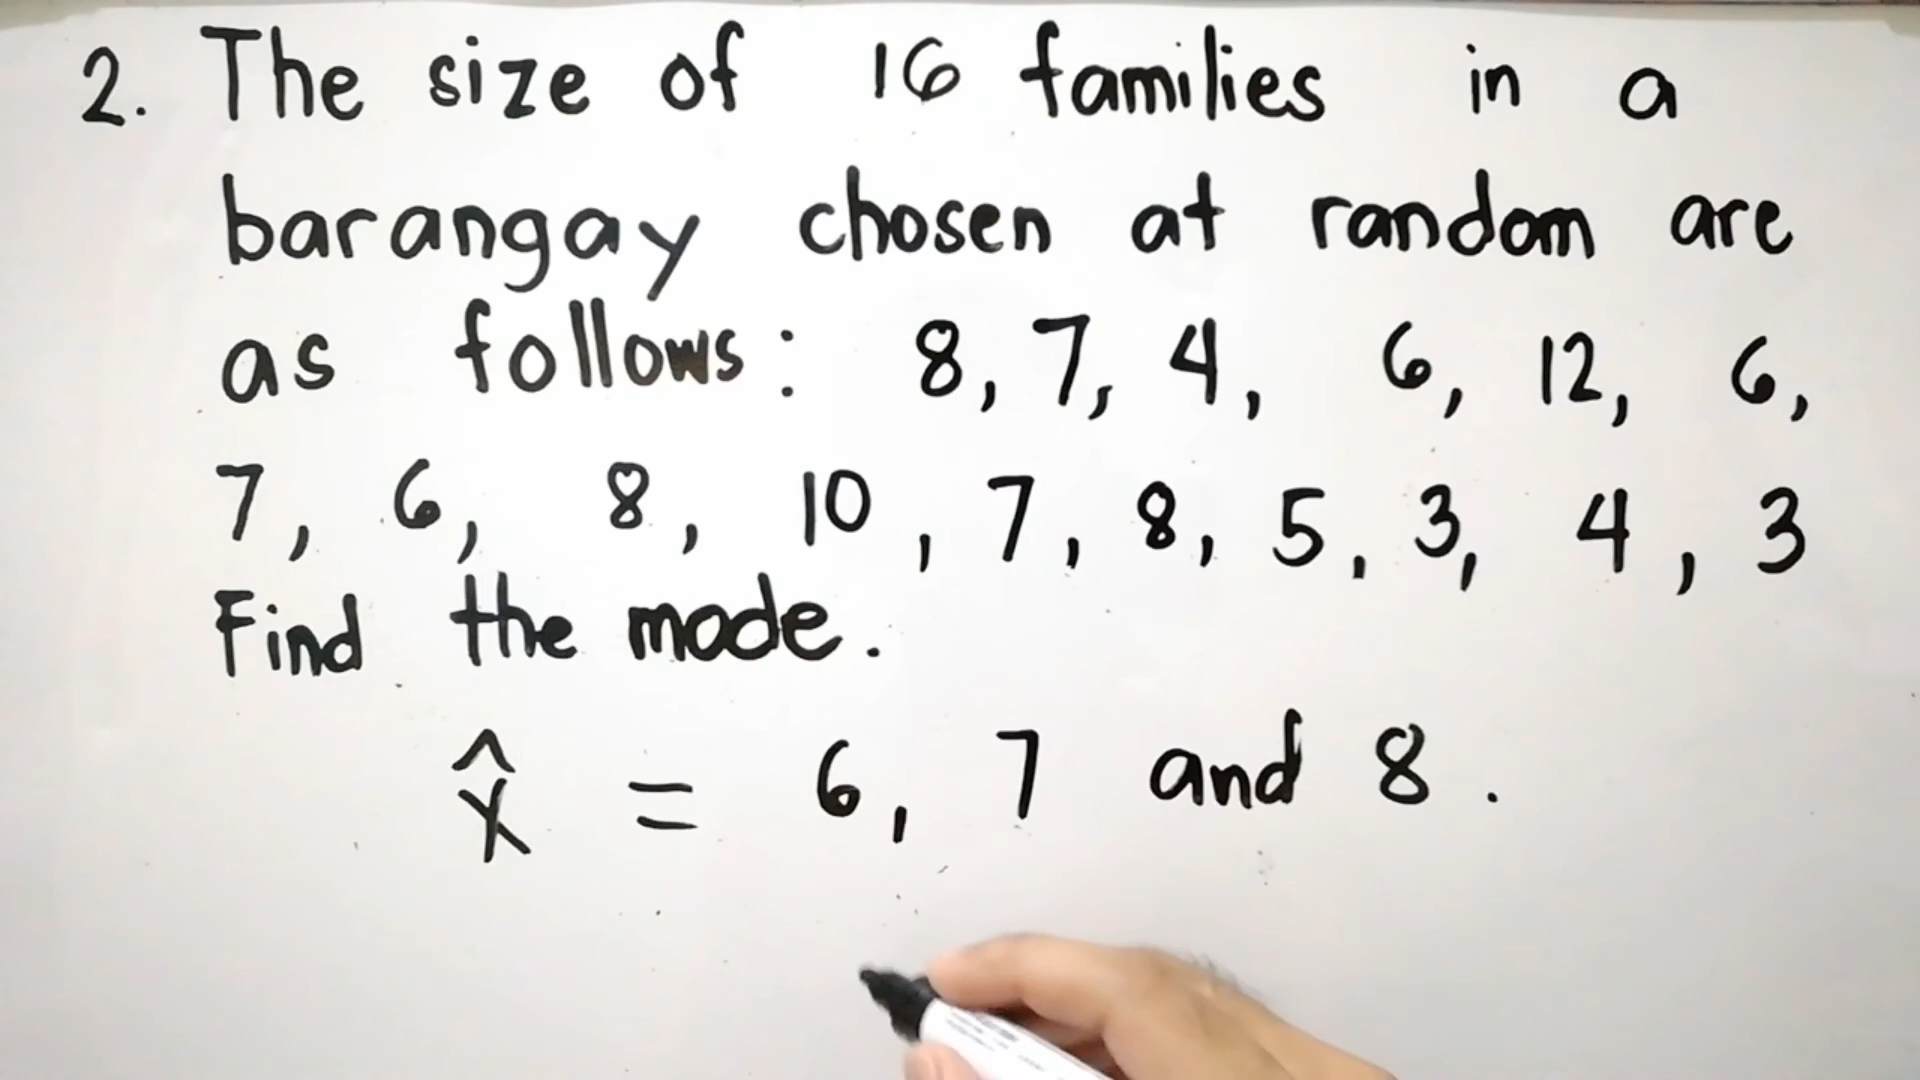 2. The size of 16 families in a
barangay chosen at random are
as follows: 8, 7, 4, 6, 12, 6,
7, 6, 8, 10, 7, 8, 5, 3, 4, 3
Find the mode.
x̂ = 6, 7 and 8.